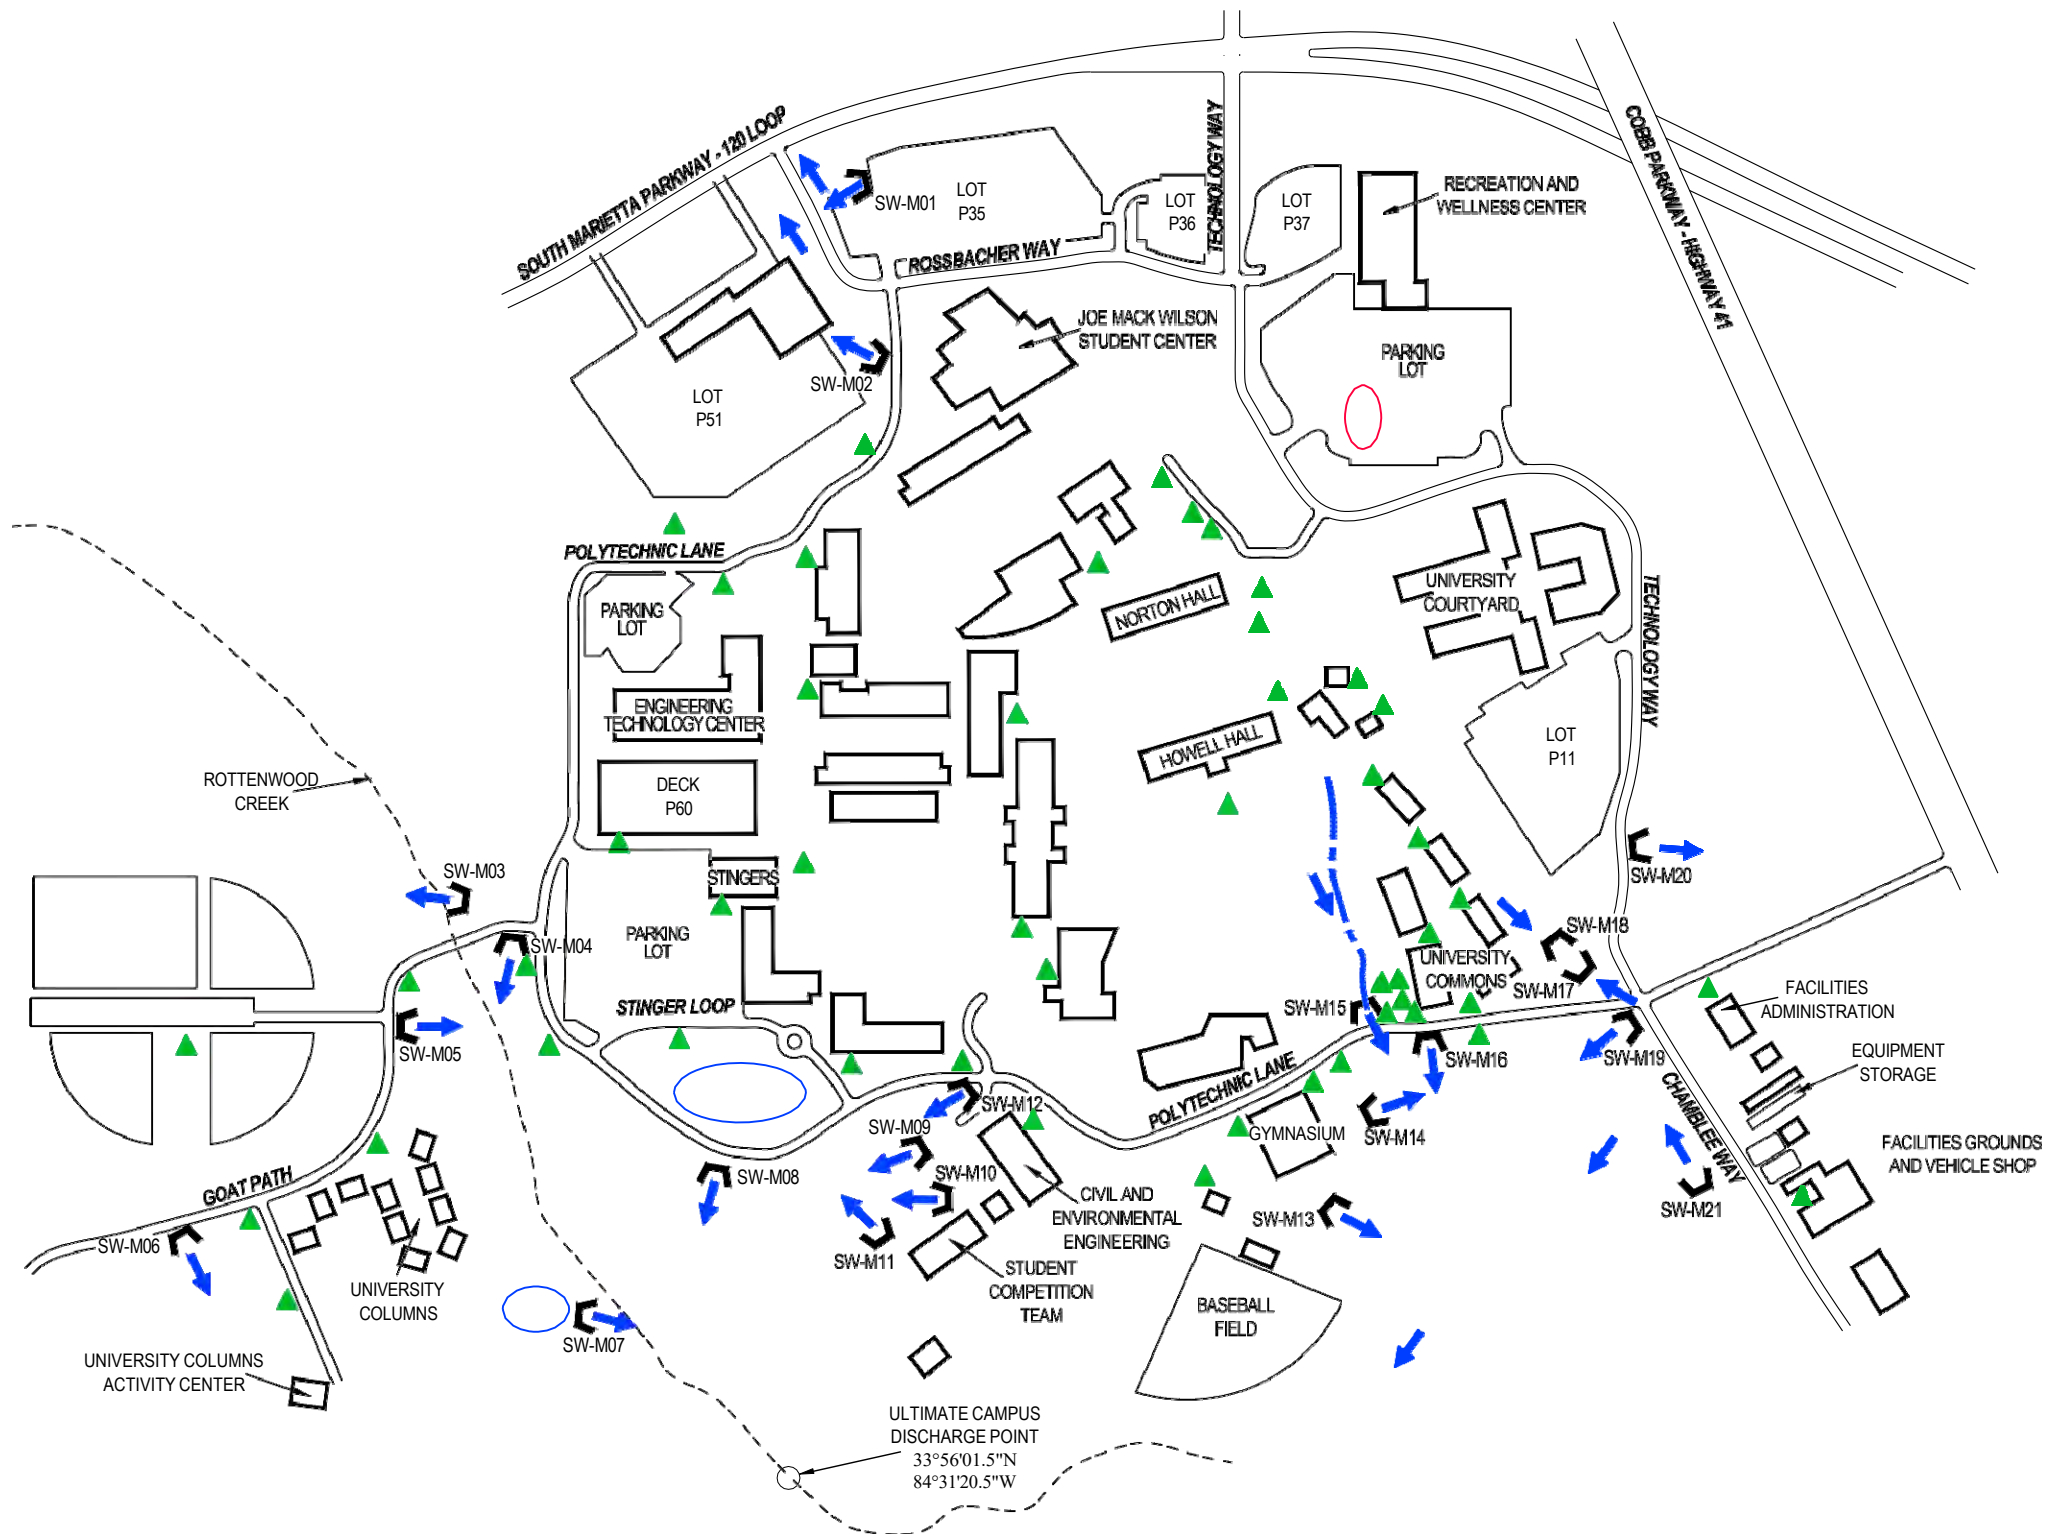 SOUTH MARIETTA PARKWAY - 120 LOOP
TECHNOLOGY WAY
COBB PARKWAY - HIGHWAY 41
LOT
P35
SW-M01
LOT
P36
LOT
P37
RECREATION AND
WELLNESS CENTER
ROSSBACHER WAY
JOE MACK WILSON
STUDENT CENTER
PARKING
LOT
SW-M02
LOT
P51
POLYTECHNIC LANE
PARKING
LOT
NORTON HALL
UNIVERSITY
COURTYARD
TECHNOLOGY WAY
ENGINEERING
TECHNOLOGY CENTER
HOWELL HALL
LOT
P11
ROTTENWOOD
CREEK
DECK
P60
SW-M03
STINGERS
SW-M20
SW-M04
PARKING
LOT
SW-M18
UNIVERSITY
COMMONS
SW-M17
FACILITIES
ADMINISTRATION
STINGER LOOP
SW-M15
SW-M05
SW-M16
SW-M19
EQUIPMENT
STORAGE
POLYTECHNIC LANE
CHAMBLEE WAY
SW-M12
SW-M09
GYMNASIUM
SW-M14
FACILITIES GROUNDS
AND VEHICLE SHOP
GOAT PATH
SW-M08
SW-M10
CIVIL AND
ENVIRONMENTAL
ENGINEERING
SW-M13
SW-M21
SW-M06
SW-M11
STUDENT
COMPETITION
TEAM
UNIVERSITY
COLUMNS
BASEBALL
FIELD
SW-M07
UNIVERSITY COLUMNS
ACTIVITY CENTER
ULTIMATE CAMPUS
DISCHARGE POINT
33°56'01.5"N
84°31'20.5"W